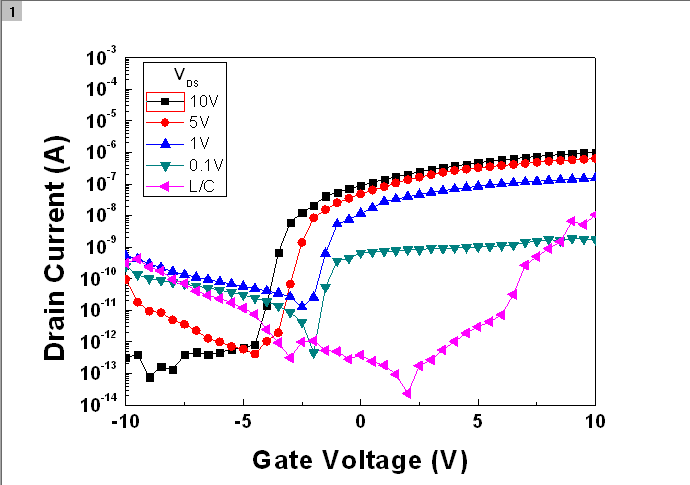 1
10^-3
10^-4
10^-5
10^-6
10^-7
10^-8
10^-9
10^-10
10^-11
10^-12
10^-13
10^-14
Drain Current (A)
V_DS
10V
5V
1V
0.1V
L/C
-10 -5 0 5 10
Gate Voltage (V)